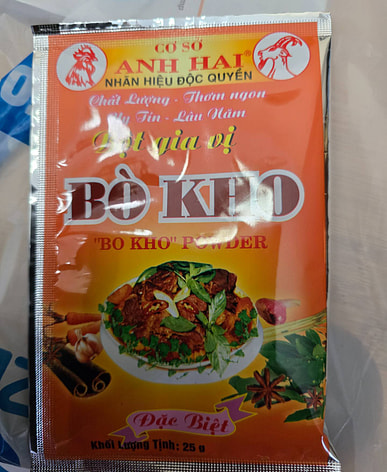 CƠ SỞ
ANH HAI®
NHÃN HIỆU ĐỘC QUYỀN
Chất Lượng - Thơm ngon
Uy Tín - Lâu Năm
Bột gia vị
BÒ KHO
"BO KHO" POWDER
Đặc Biệt
Khối Lượng Tịnh: 25 g